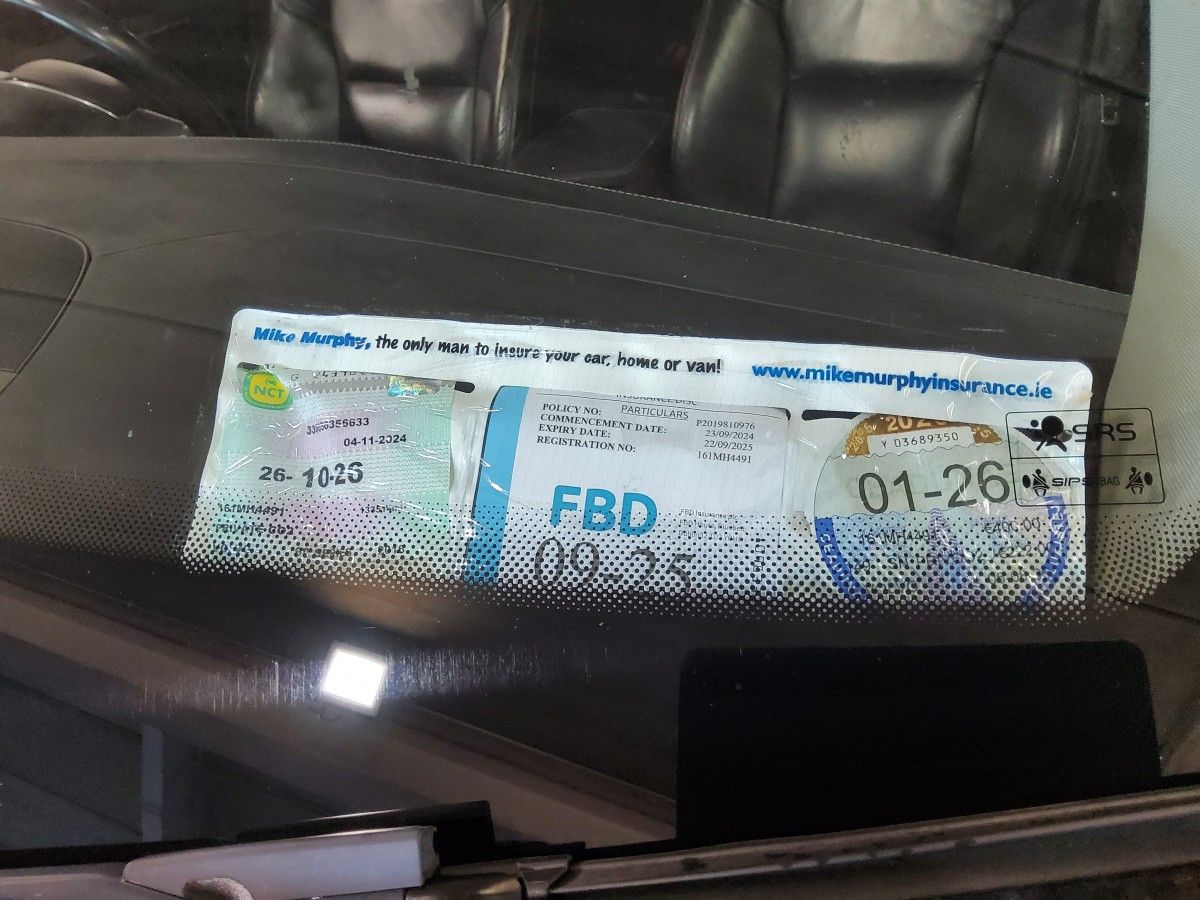 Mike Murphy, the only man to insure your car, home or van!
www.mikemurphyinsurance.ie
NCT
04-11-2024
26-10-26
161MH4491
INSURANCE DISC
PARTICULARS
POLICY NO: P2019810976
COMMENCEMENT DATE: 23/09/2024
EXPIRY DATE: 22/09/2025
REGISTRATION NO: 161MH4491
FBD
09-25
Y 03689350
01-26
SRS
SIPS BAG